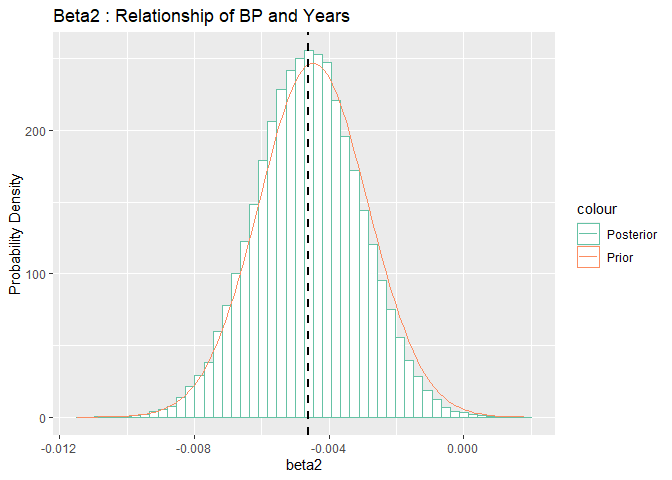 Beta2 : Relationship of BP and Years
Probability Density
200
100
0
-0.012
-0.008
-0.004
0.000
beta2
colour
Posterior
Prior